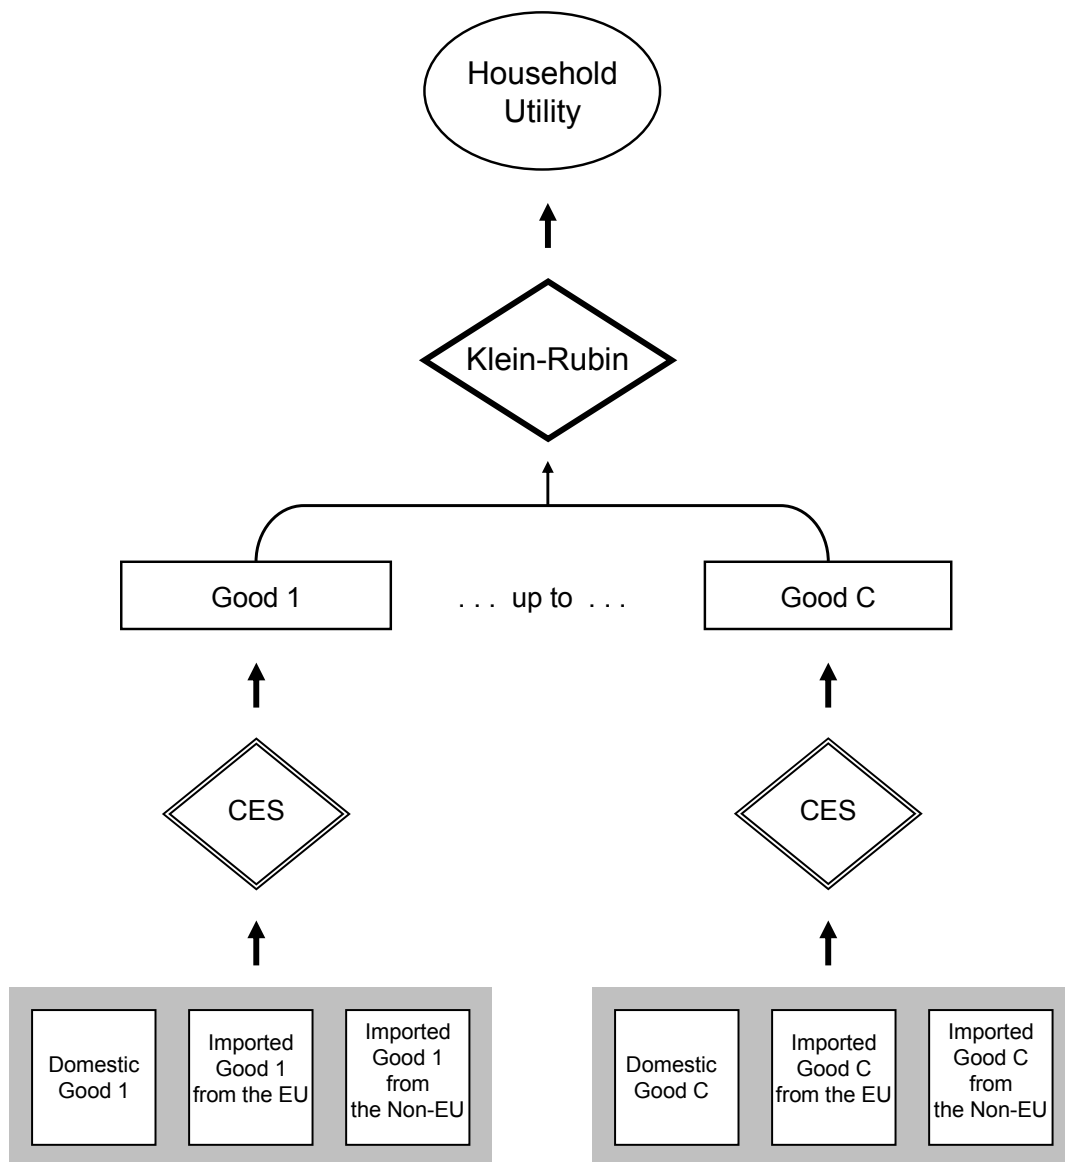 Household
Utility
Klein-Rubin
Good 1
. . . up to . . .
Good C
CES
CES
Domestic
Good 1
Imported
Good 1
from the EU
Imported
Good 1
from
the Non-EU
Domestic
Good C
Imported
Good C
from the EU
Imported
Good C
from
the Non-EU